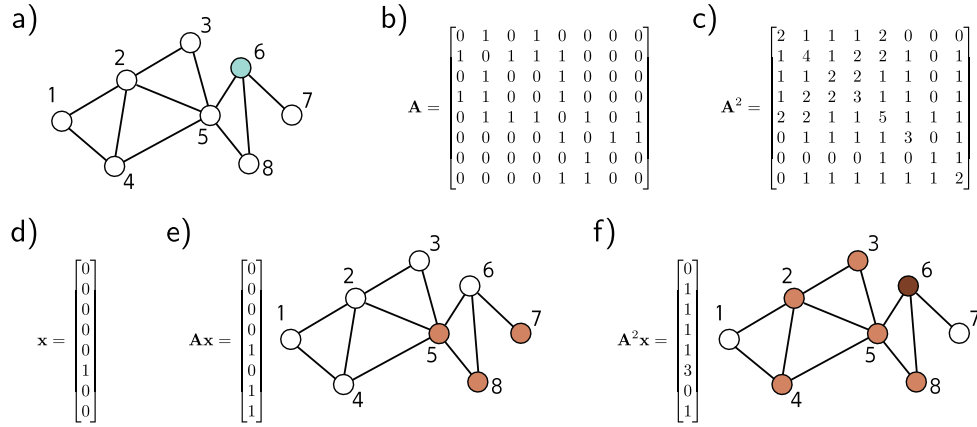 a)
1
2
3
4
5
6
7
8
b)
A =
0 1 0 1 0 0 0 0
1 0 1 1 1 0 0 0
0 1 0 0 1 0 0 0
1 1 0 0 1 0 0 0
0 1 1 1 0 1 0 1
0 0 0 0 1 0 1 1
0 0 0 0 0 1 0 0
0 0 0 0 1 1 0 0
c)
A² =
2 1 1 1 2 0 0 0
1 4 1 2 2 1 0 1
1 1 2 2 1 1 0 1
1 2 2 3 1 1 0 1
2 2 1 1 5 1 1 1
0 1 1 1 1 3 0 1
0 0 0 0 1 0 1 1
0 1 1 1 1 1 1 2
d)
x =
0
0
0
0
0
1
0
0
e)
Ax =
0
0
0
0
1
0
1
1
1
2
3
4
5
6
7
8
f)
A²x =
0
1
1
1
1
3
0
1
1
2
3
4
5
6
7
8